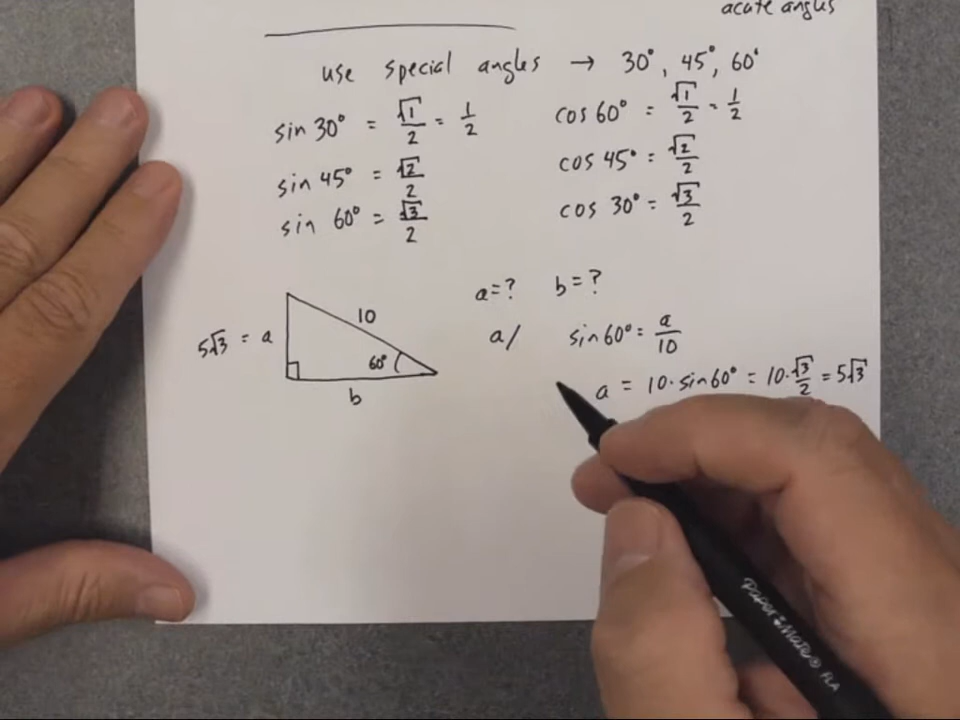 acute angles
use special angles → 30°, 45°, 60°
sin 30° = √1/2 = 1/2
cos 60° = √1/2 = 1/2
sin 45° = √2/2
cos 45° = √2/2
sin 60° = √3/2
cos 30° = √3/2
a=? b=?
10
5√3 = a
60°
b
a/ sin 60° = a/10
a = 10·sin 60° = 10·√3/2 = 5√3
Paper Mate® FLA